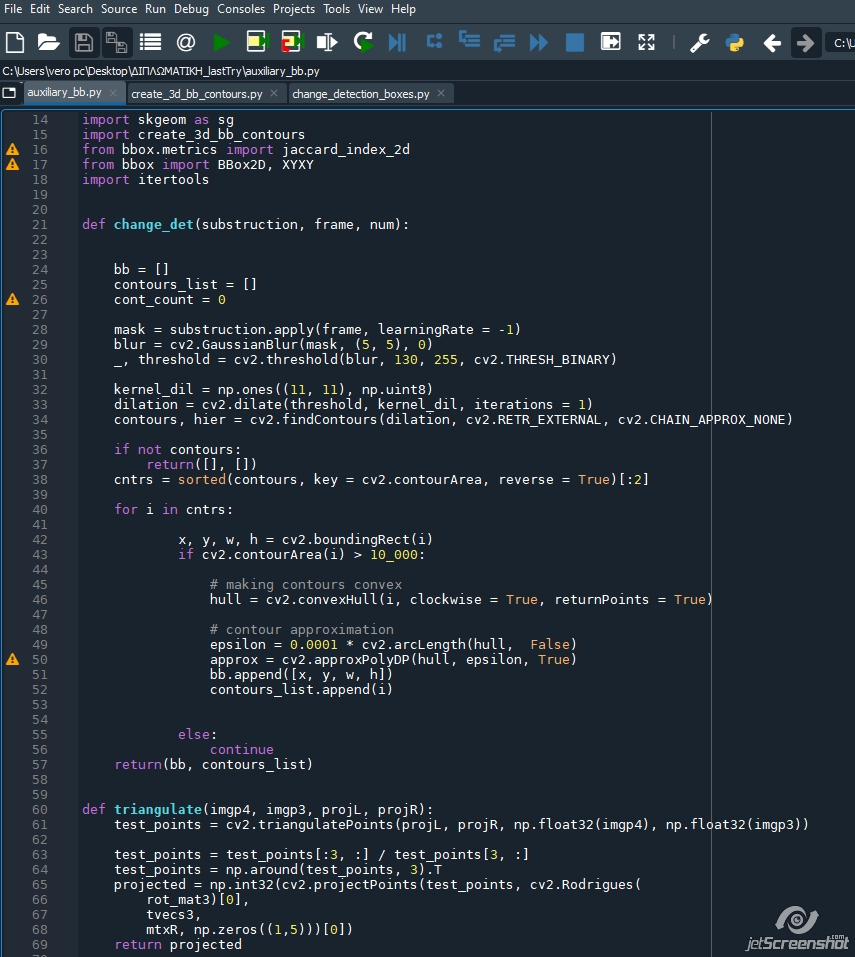 File Edit Search Source Run Debug Consoles Projects Tools View Help
C:\U
C:\Users\vero pc\Desktop\ΔΙΠΛΩΜΑΤΙΚΗ_lastTry\auxiliary_bb.py
auxiliary_bb.py create_3d_bb_contours.py change_detection_boxes.py
14 import skgeom as sg
15 import create_3d_bb_contours
16 from bbox.metrics import jaccard_index_2d
17 from bbox import BBox2D, XYXY
18 import itertools
19
20
21 def change_det(substruction, frame, num):
22
23
24 bb = []
25 contours_list = []
26 cont_count = 0
27
28 mask = substruction.apply(frame, learningRate = -1)
29 blur = cv2.GaussianBlur(mask, (5, 5), 0)
30 _, threshold = cv2.threshold(blur, 130, 255, cv2.THRESH_BINARY)
31
32 kernel_dil = np.ones((11, 11), np.uint8)
33 dilation = cv2.dilate(threshold, kernel_dil, iterations = 1)
34 contours, hier = cv2.findContours(dilation, cv2.RETR_EXTERNAL, cv2.CHAIN_APPROX_NONE)
35
36 if not contours:
37 return([], [])
38 cntrs = sorted(contours, key = cv2.contourArea, reverse = True)[:2]
39
40 for i in cntrs:
41
42 x, y, w, h = cv2.boundingRect(i)
43 if cv2.contourArea(i) > 10_000:
44
45 # making contours convex
46 hull = cv2.convexHull(i, clockwise = True, returnPoints = True)
47
48 # contour approximation
49 epsilon = 0.0001 * cv2.arcLength(hull, False)
50 approx = cv2.approxPolyDP(hull, epsilon, True)
51 bb.append([x, y, w, h])
52 contours_list.append(i)
53
54
55 else:
56 continue
57 return(bb, contours_list)
58
59
60 def triangulate(imgp4, imgp3, projL, projR):
61 test_points = cv2.triangulatePoints(projL, projR, np.float32(imgp4), np.float32(imgp3))
62
63 test_points = test_points[:3, :] / test_points[3, :]
64 test_points = np.around(test_points, 3).T
65 projected = np.int32(cv2.projectPoints(test_points, cv2.Rodrigues(
66 rot_mat3)[0],
67 tvecs3,
68 mtxR, np.zeros((1,5)))[0])
69 return projected
jetScreenshot.com